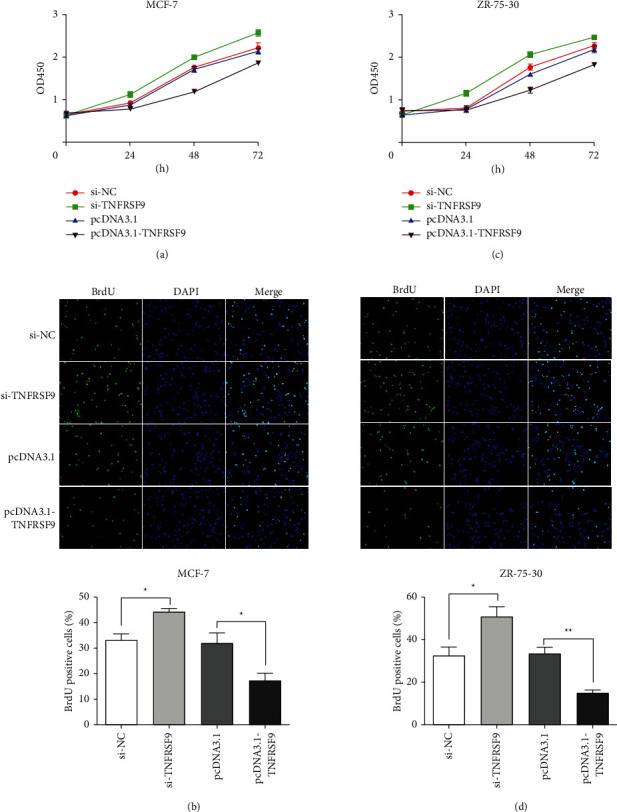 MCF-7
3
2
1
0
OD450
24
48
72
(h)
si-NC
si-TNFRSF9
pcDNA3.1
pcDNA3.1-TNFRSF9
(a)
ZR-75-30
3
2
1
0
OD450
24
48
72
(h)
si-NC
si-TNFRSF9
pcDNA3.1
pcDNA3.1-TNFRSF9
(c)
BrdU DAPI Merge
si-NC
si-TNFRSF9
pcDNA3.1
pcDNA3.1-
TNFRSF9
BrdU DAPI Merge
MCF-7
50
40
30
20
10
0
BrdU positive cells (%)
*
*
si-NC
si-TNFRSF9
pcDNA3.1
pcDNA3.1-
TNFRSF9
(b)
ZR-75-30
60
40
20
0
BrdU positive cells (%)
*
**
si-NC
si-TNFRSF9
pcDNA3.1
pcDNA3.1-
TNFRSF9
(d)